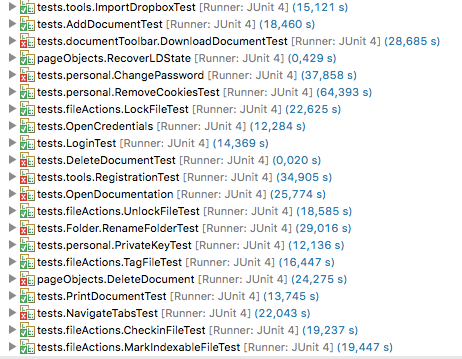 tests.tools.ImportDropboxTest [Runner: JUnit 4] (15,121 s)
tests.AddDocumentTest [Runner: JUnit 4] (18,460 s)
tests.documentToolbar.DownloadDocumentTest [Runner: JUnit 4] (28,685 s)
pageObjects.RecoverLDState [Runner: JUnit 4] (0,429 s)
tests.personal.ChangePassword [Runner: JUnit 4] (37,858 s)
tests.personal.RemoveCookiesTest [Runner: JUnit 4] (64,393 s)
tests.fileActions.LockFileTest [Runner: JUnit 4] (22,625 s)
tests.OpenCredentials [Runner: JUnit 4] (12,284 s)
tests.LoginTest [Runner: JUnit 4] (14,369 s)
tests.DeleteDocumentTest [Runner: JUnit 4] (0,020 s)
tests.tools.RegistrationTest [Runner: JUnit 4] (34,905 s)
tests.OpenDocumentation [Runner: JUnit 4] (25,774 s)
tests.fileActions.UnlockFileTest [Runner: JUnit 4] (18,585 s)
tests.Folder.RenameFolderTest [Runner: JUnit 4] (29,016 s)
tests.personal.PrivateKeyTest [Runner: JUnit 4] (12,136 s)
tests.fileActions.TagFileTest [Runner: JUnit 4] (16,447 s)
pageObjects.DeleteDocument [Runner: JUnit 4] (24,275 s)
tests.PrintDocumentTest [Runner: JUnit 4] (13,745 s)
tests.NavigateTabsTest [Runner: JUnit 4] (22,043 s)
tests.fileActions.CheckinFileTest [Runner: JUnit 4] (19,237 s)
tests.fileActions.MarkIndexableFileTest [Runner: JUnit 4] (19,447 s)